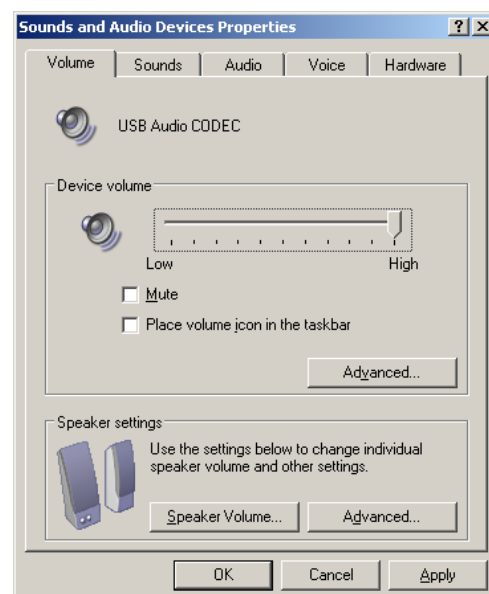 Sounds and Audio Devices Properties
Volume
Sounds
Audio
Voice
Hardware
USB Audio CODEC
Device volume
Low
High
Mute
Place volume icon in the taskbar
Advanced...
Speaker settings
Use the settings below to change individual
speaker volume and other settings.
Speaker Volume...
Advanced...
OK
Cancel
Apply